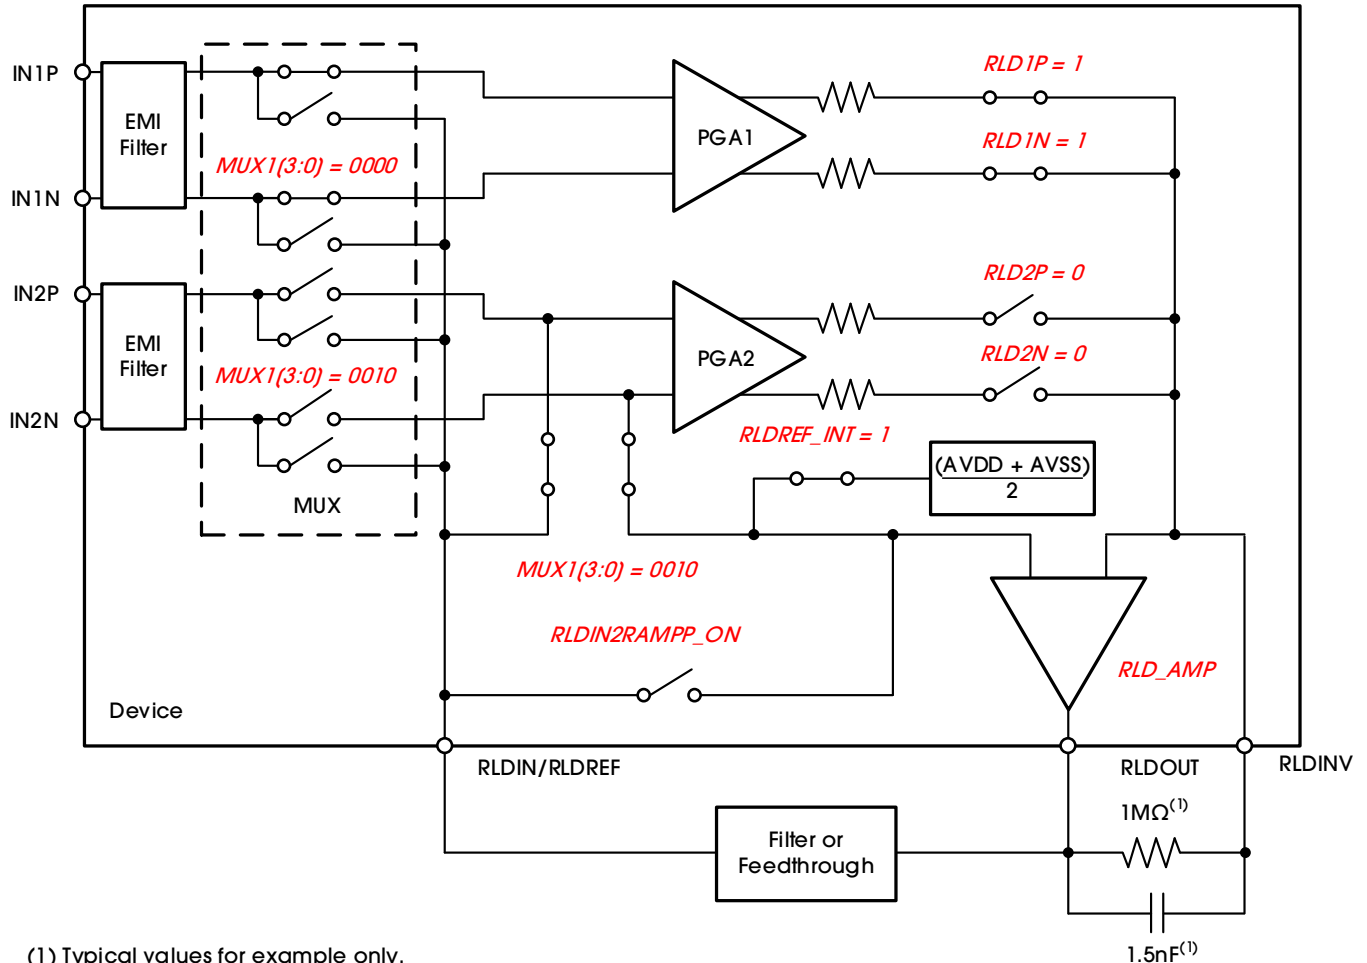 IN1P
EMI
Filter
IN1N
MUX1(3:0) = 0000
IN2P
EMI
Filter
IN2N
MUX1(3:0) = 0010
MUX
PGA1
RLD1P = 1
RLD1N = 1
PGA2
RLD2P = 0
RLD2N = 0
RLDREF_INT = 1
(AVDD + AVSS)
2
MUX1(3:0) = 0010
RLDIN2RAMPP_ON
RLD_AMP
Device
RLDIN/RLDREF
RLDOUT
RLDINV
Filter or
Feedthrough
1MΩ(1)
1.5nF(1)
(1) Typical values for example only.